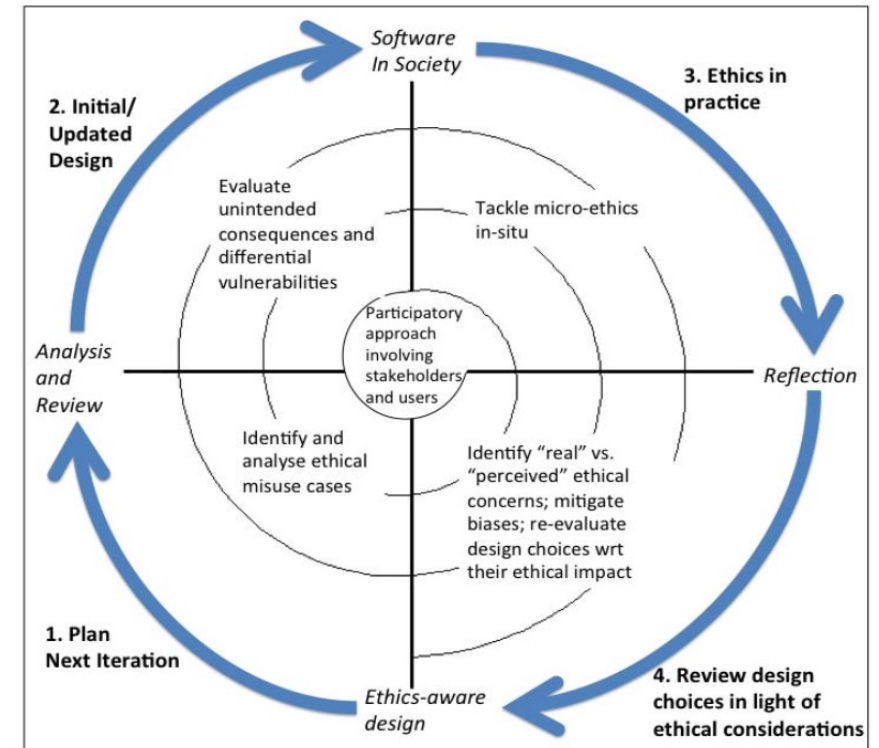 Software
In Society
3. Ethics in
practice
2. Initial/
Updated
Design
Evaluate
unintended
consequences and
differential
vulnerabilities
Tackle micro-ethics
in-situ
Participatory
approach
involving
stakeholders
and users
Analysis
and
Review
Reflection
Identify and
analyse ethical
misuse cases
Identify “real” vs.
“perceived” ethical
concerns; mitigate
biases; re-evaluate
design choices wrt
their ethical impact
1. Plan
Next Iteration
Ethics-aware
design
4. Review design
choices in light of
ethical considerations